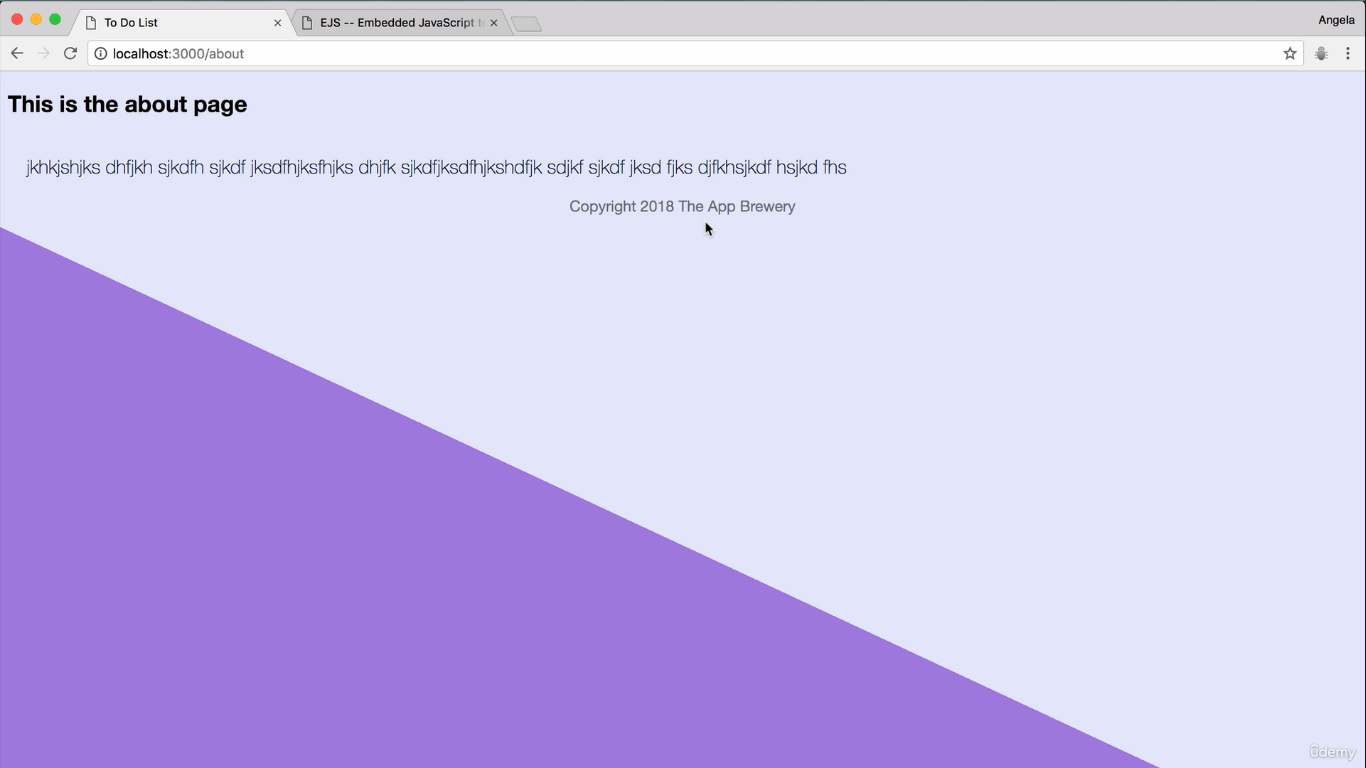 To Do List
EJS -- Embedded JavaScript
Angela
localhost:3000/about
This is the about page
jkhkjshjks dhfjkh sjkdfh sjkdf jksdfhjksfhjks dhjfk sjkdfjksdfhjkshdfjk sdjkf sjkdf jksd fjks djfkhsjkdf hsjkd fhs
Copyright 2018 The App Brewery
ûdemy